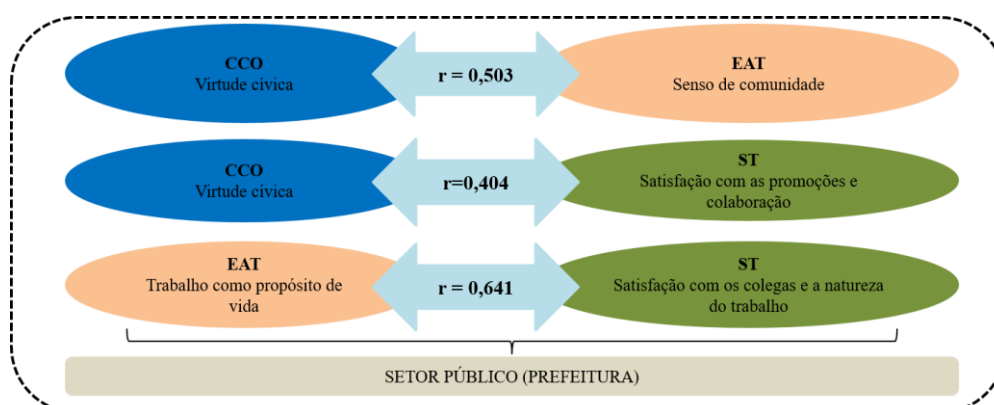 CCO
Virtude cívica
r = 0,503
EAT
Senso de comunidade
CCO
Virtude cívica
r=0,404
ST
Satisfação com as promoções e
colaboração
EAT
Trabalho como propósito de
vida
r = 0,641
ST
Satisfação com os colegas e a natureza
do trabalho
SETOR PÚBLICO (PREFEITURA)